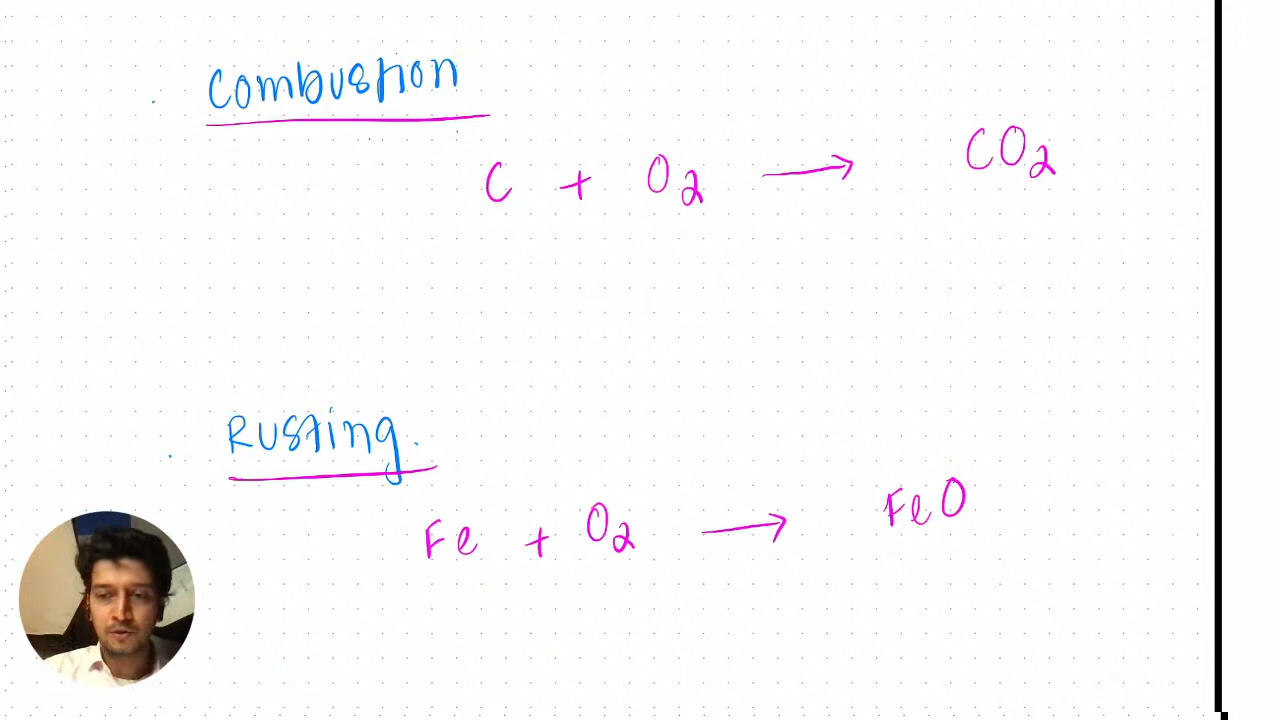 Combustion
C + O₂ → CO₂
Rusting.
Fe + O₂ → FeO